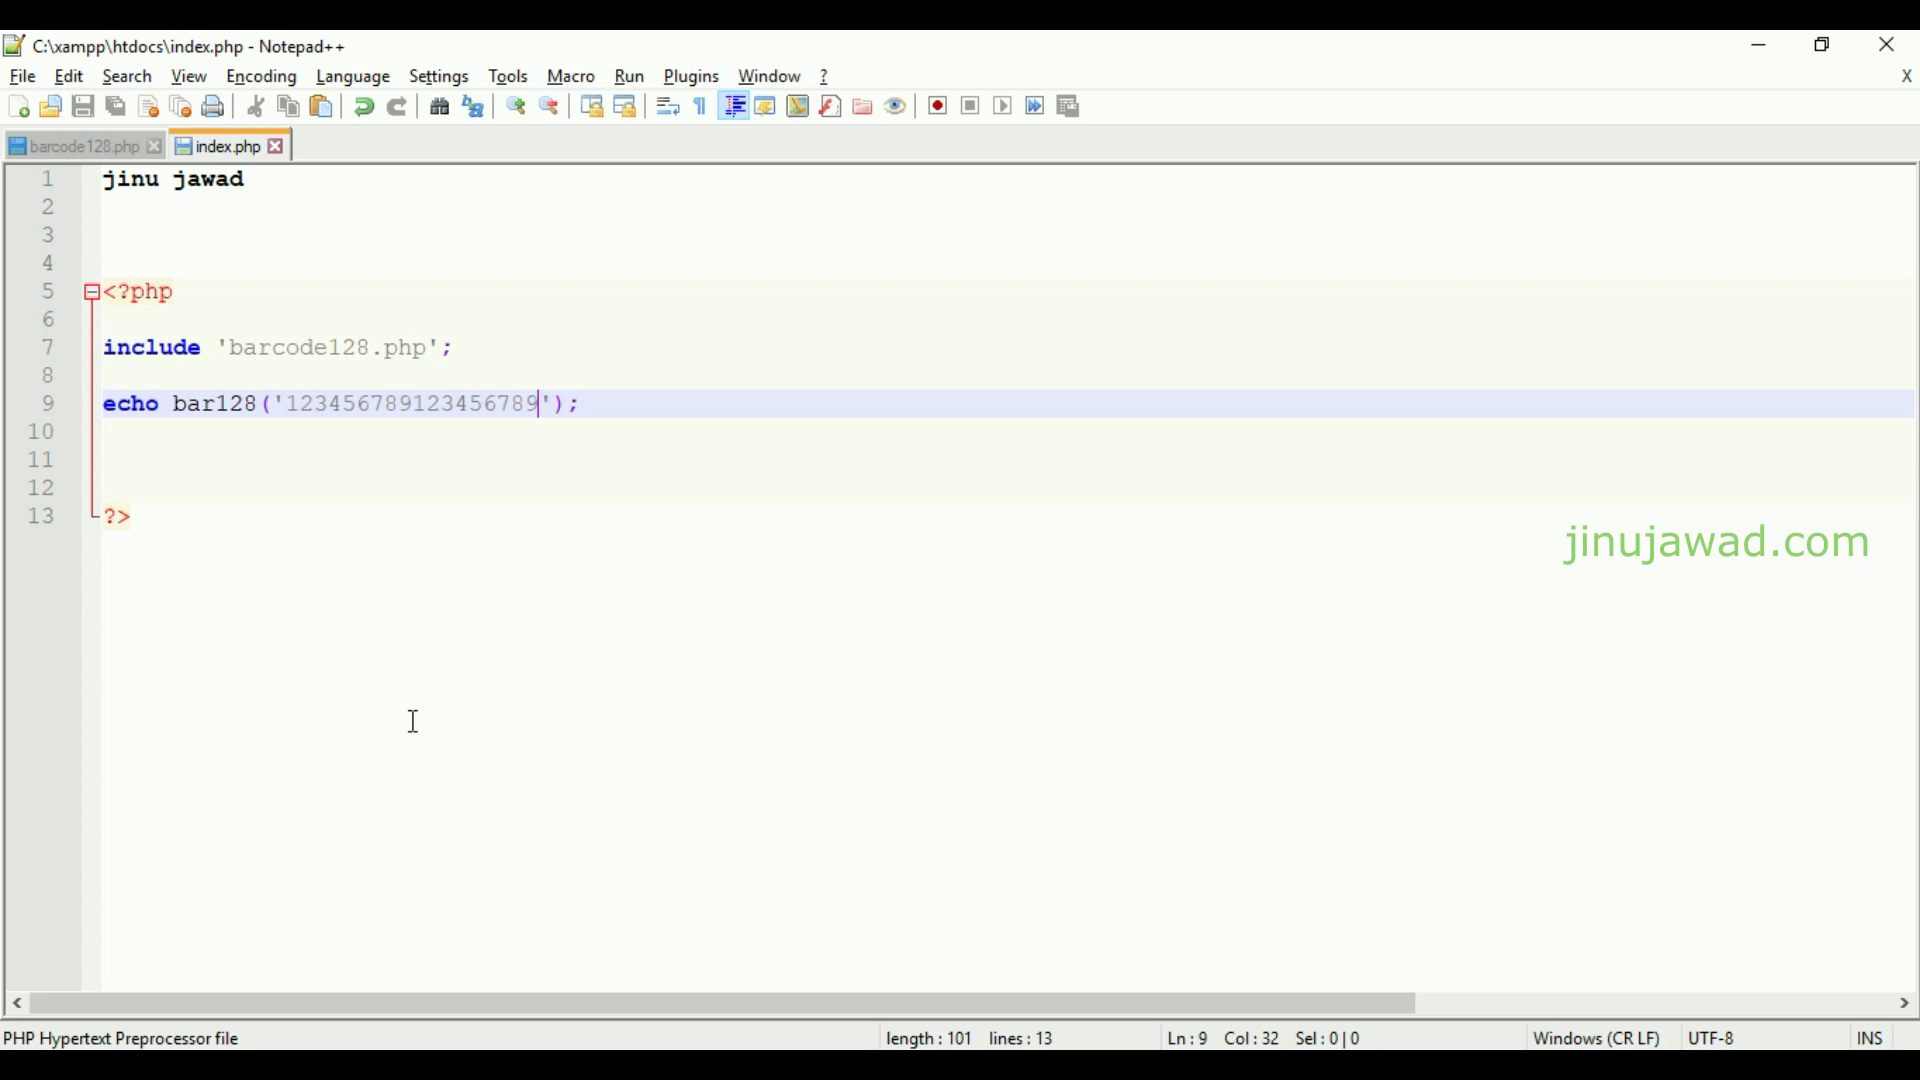 C:\xampp\htdocs\index.php - Notepad++
File Edit Search View Encoding Language Settings Tools Macro Run Plugins Window ? X
barcode128.php index.php
1 jinu jawad
2
3
4
5 <?php
6
7 include 'barcode128.php';
8
9 echo bar128('123456789123456789');
10
11
12
13 ?>
jinujawad.com
PHP Hypertext Preprocessor file length : 101 lines : 13 Ln : 9 Col : 32 Sel : 0 | 0 Windows (CR LF) UTF-8 INS